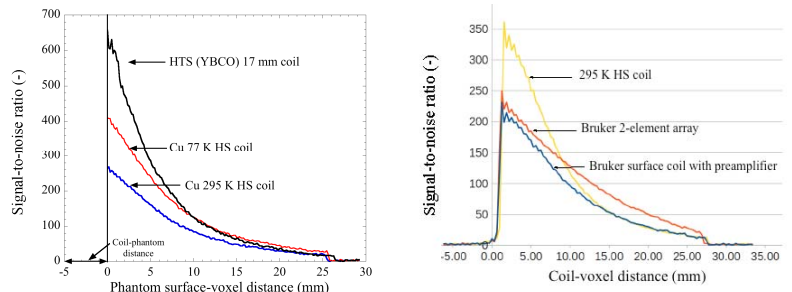 700
600
500
400
300
200
100
0
Signal-to-noise ratio (-)
HTS (YBCO) 17 mm coil
Cu 77 K HS coil
Cu 295 K HS coil
Coil-phantom
distance
-5 0 5 10 15 20 25 30
Phantom surface-voxel distance (mm)
350
300
250
200
150
100
50
Signal-to-noise ratio (-)
295 K HS coil
Bruker 2-element array
Bruker surface coil with preamplifier
-5.00 0.00 5.00 10.00 15.00 20.00 25.00 30.00 35.00
Coil-voxel distance (mm)